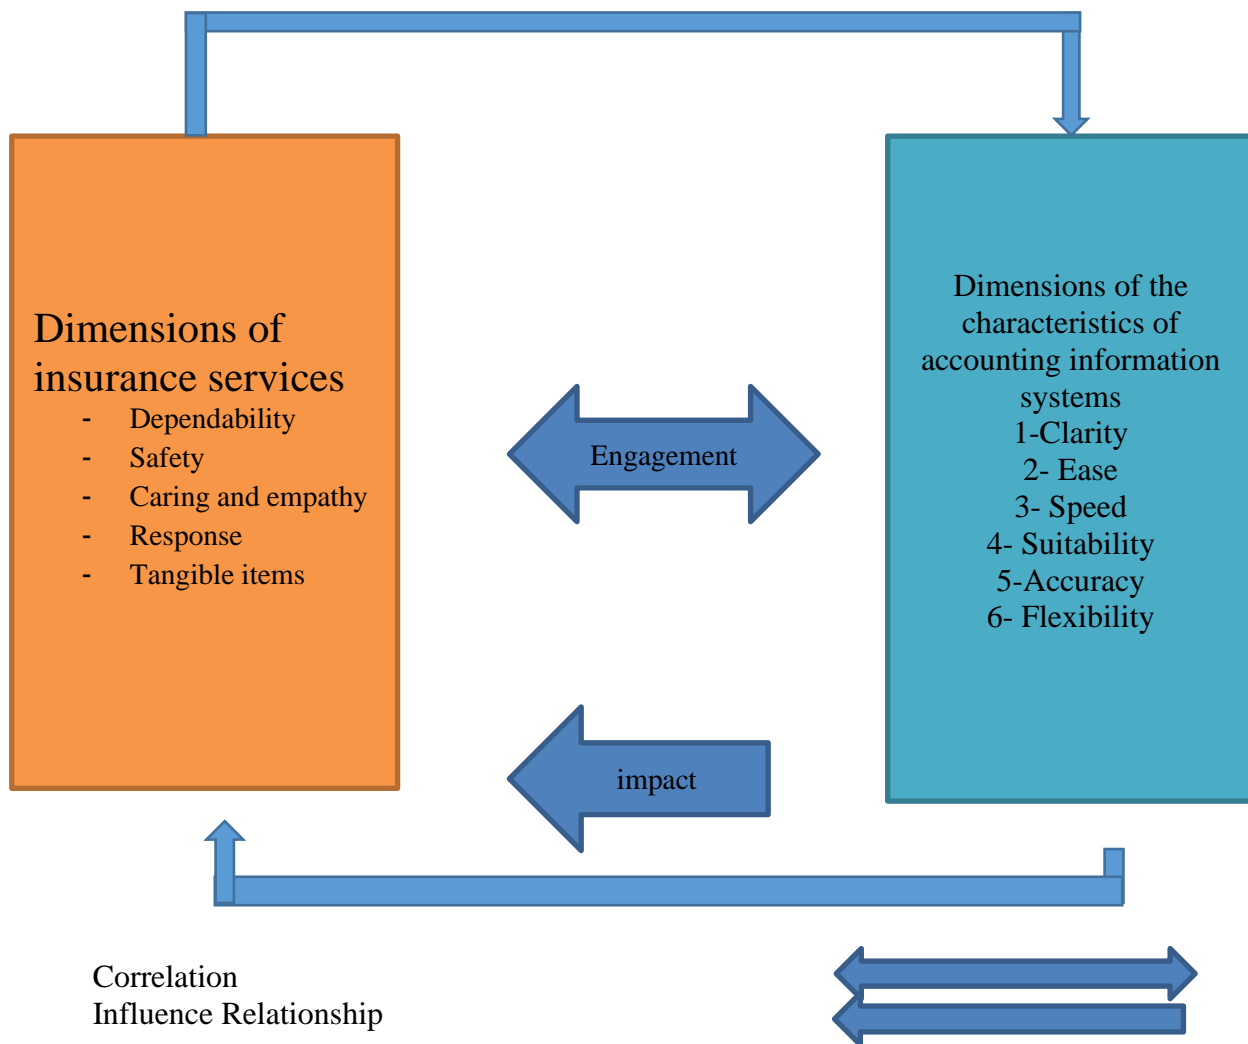 Dimensions of
insurance services
- Dependability
- Safety
- Caring and empathy
- Response
- Tangible items
Engagement
impact
Dimensions of the
characteristics of
accounting information
systems
1-Clarity
2- Ease
3- Speed
4- Suitability
5-Accuracy
6- Flexibility
Correlation
Influence Relationship